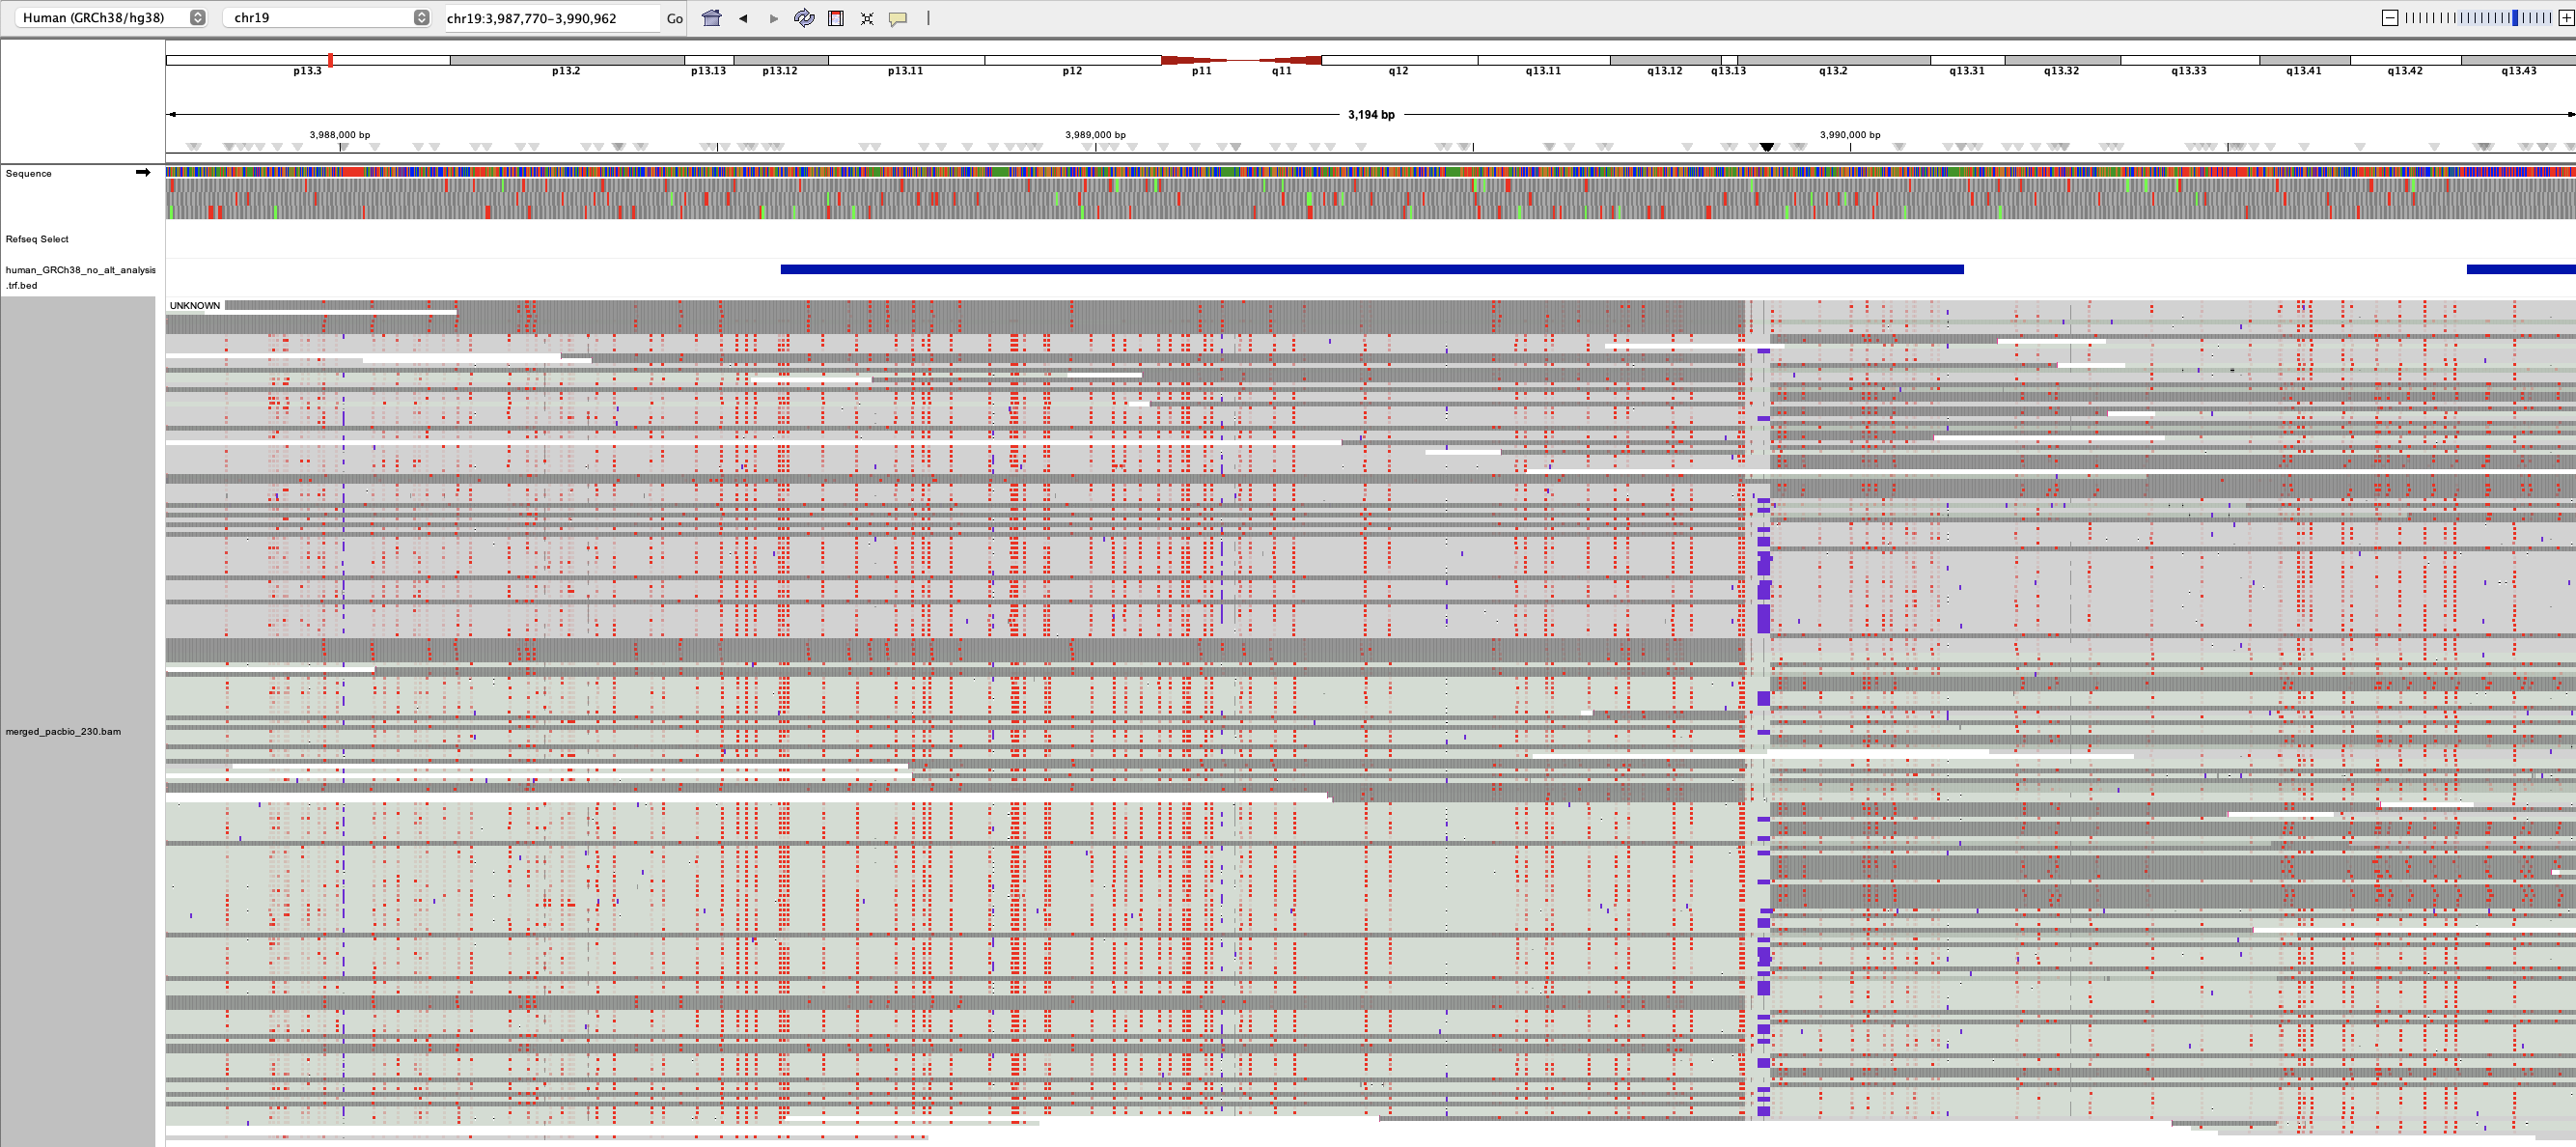 Human (GRCh38/hg38) chr19 chr19:3,987,770-3,990,962 Go
p13.3 p13.2 p13.13 p13.12 p13.11 p12 p11 q11 q12 q13.11 q13.12 q13.13 q13.2 q13.31 q13.32 q13.33 q13.41 q13.42 q13.43
3,194 bp
3,988,000 bp 3,989,000 bp 3,990,000 bp
Sequence
Refseq Select
human_GRCh38_no_alt_analysis
.trf.bed
UNKNOWN
merged_pacbio_230.bam